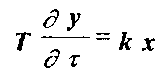 T ∂y/∂τ = k x